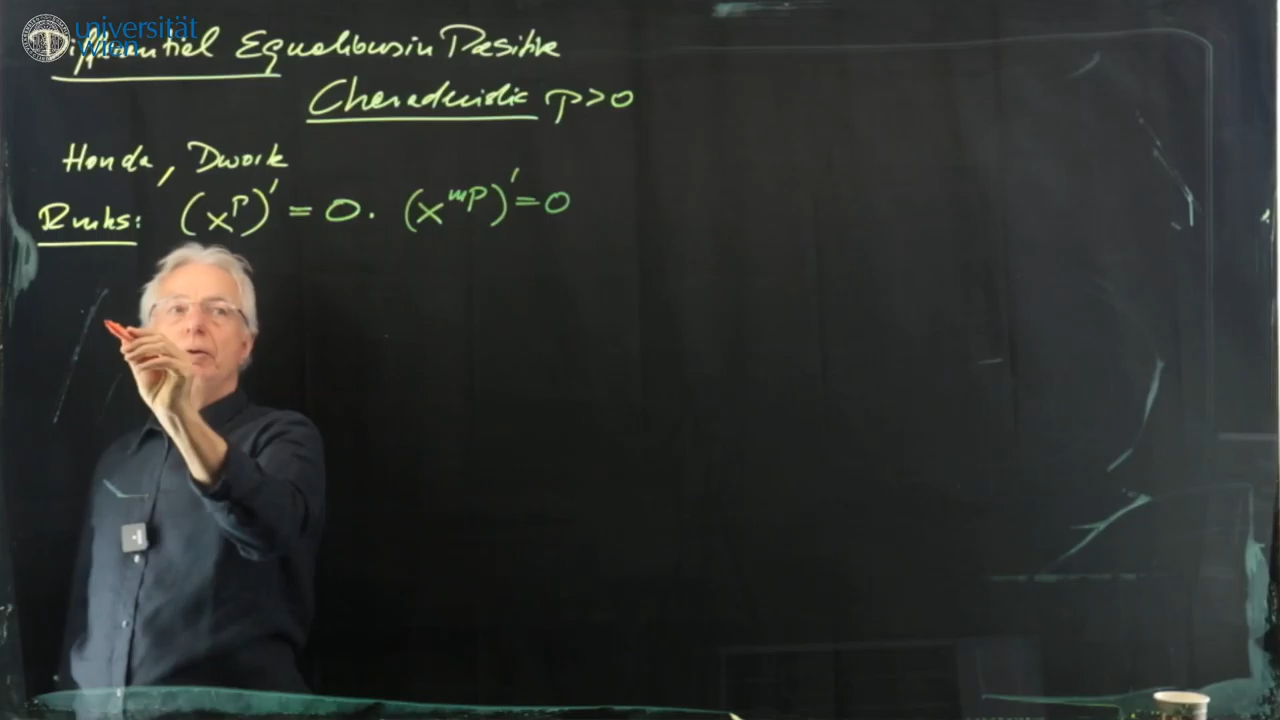 universität
wien
Differential Equations in Positive
Characteristic p > 0
Honda, Dwork
Rmks: (x^p)' = 0. (x^{mp})' = 0